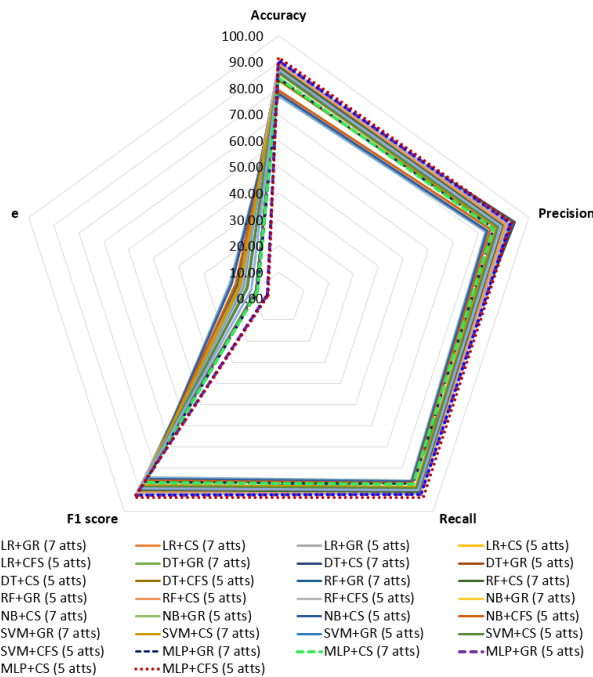 Accuracy
100.00
90.00
80.00
70.00
60.00
50.00
40.00
30.00
20.00
10.00
0.00
e
Precision
F1 score
Recall
LR+GR (7 atts) LR+CS (7 atts) LR+GR (5 atts) LR+CS (5 atts)
LR+CFS (5 atts) DT+GR (7 atts) DT+CS (7 atts) DT+GR (5 atts)
DT+CS (5 atts) DT+CFS (5 atts) RF+GR (7 atts) RF+CS (7 atts)
RF+GR (5 atts) RF+CS (5 atts) RF+CFS (5 atts) NB+GR (7 atts)
NB+CS (7 atts) NB+GR (5 atts) NB+CS (5 atts) NB+CFS (5 atts)
SVM+GR (7 atts) SVM+CS (7 atts) SVM+GR (5 atts) SVM+CS (5 atts)
SVM+CFS (5 atts) MLP+GR (7 atts) MLP+CS (7 atts) MLP+GR (5 atts)
MLP+CS (5 atts) MLP+CFS (5 atts)